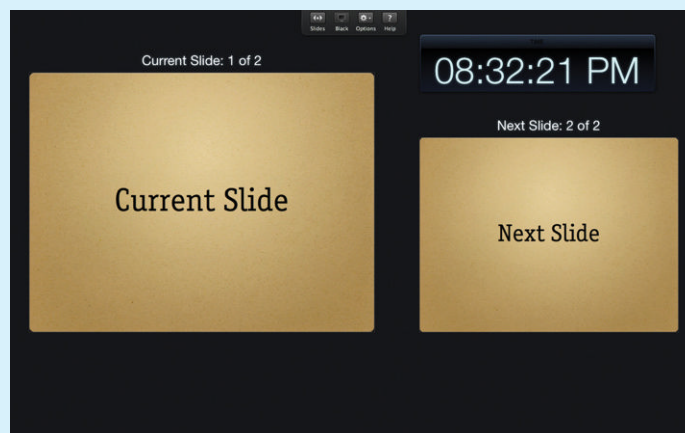 Slides Black Options Help
Current Slide: 1 of 2
08:32:21 PM
Next Slide: 2 of 2
Current Slide
Next Slide